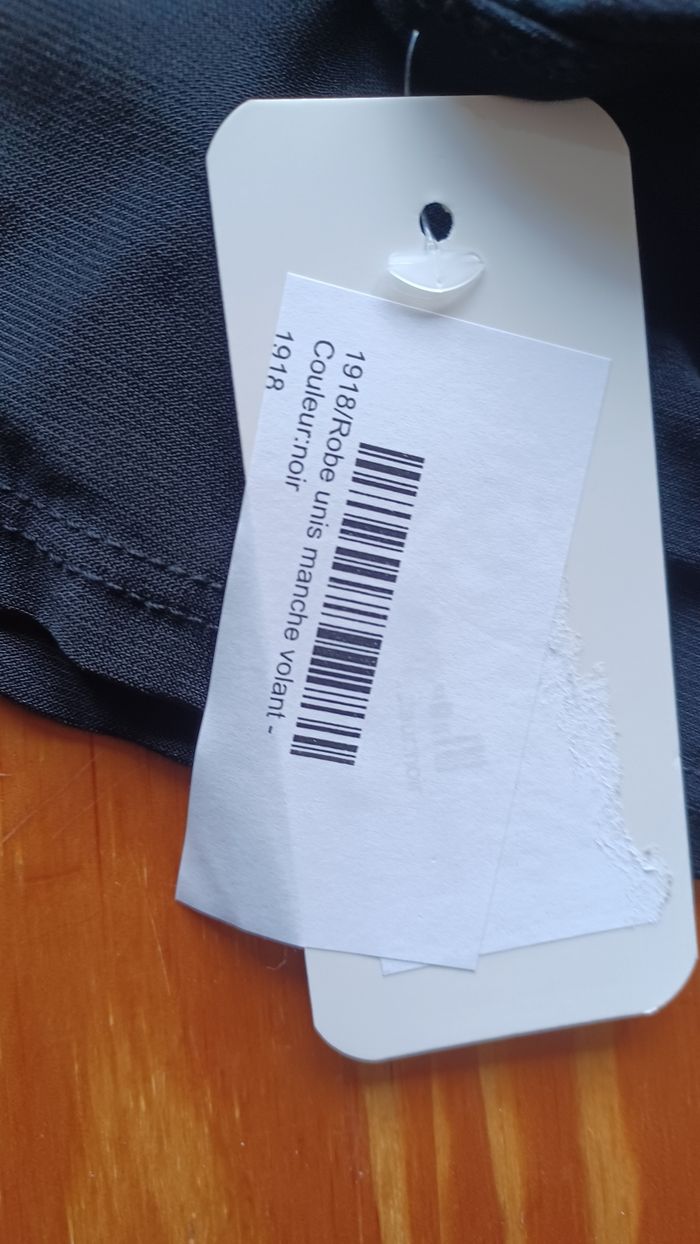 1918/Robe unis manche volant -
Couleur:noir
1918